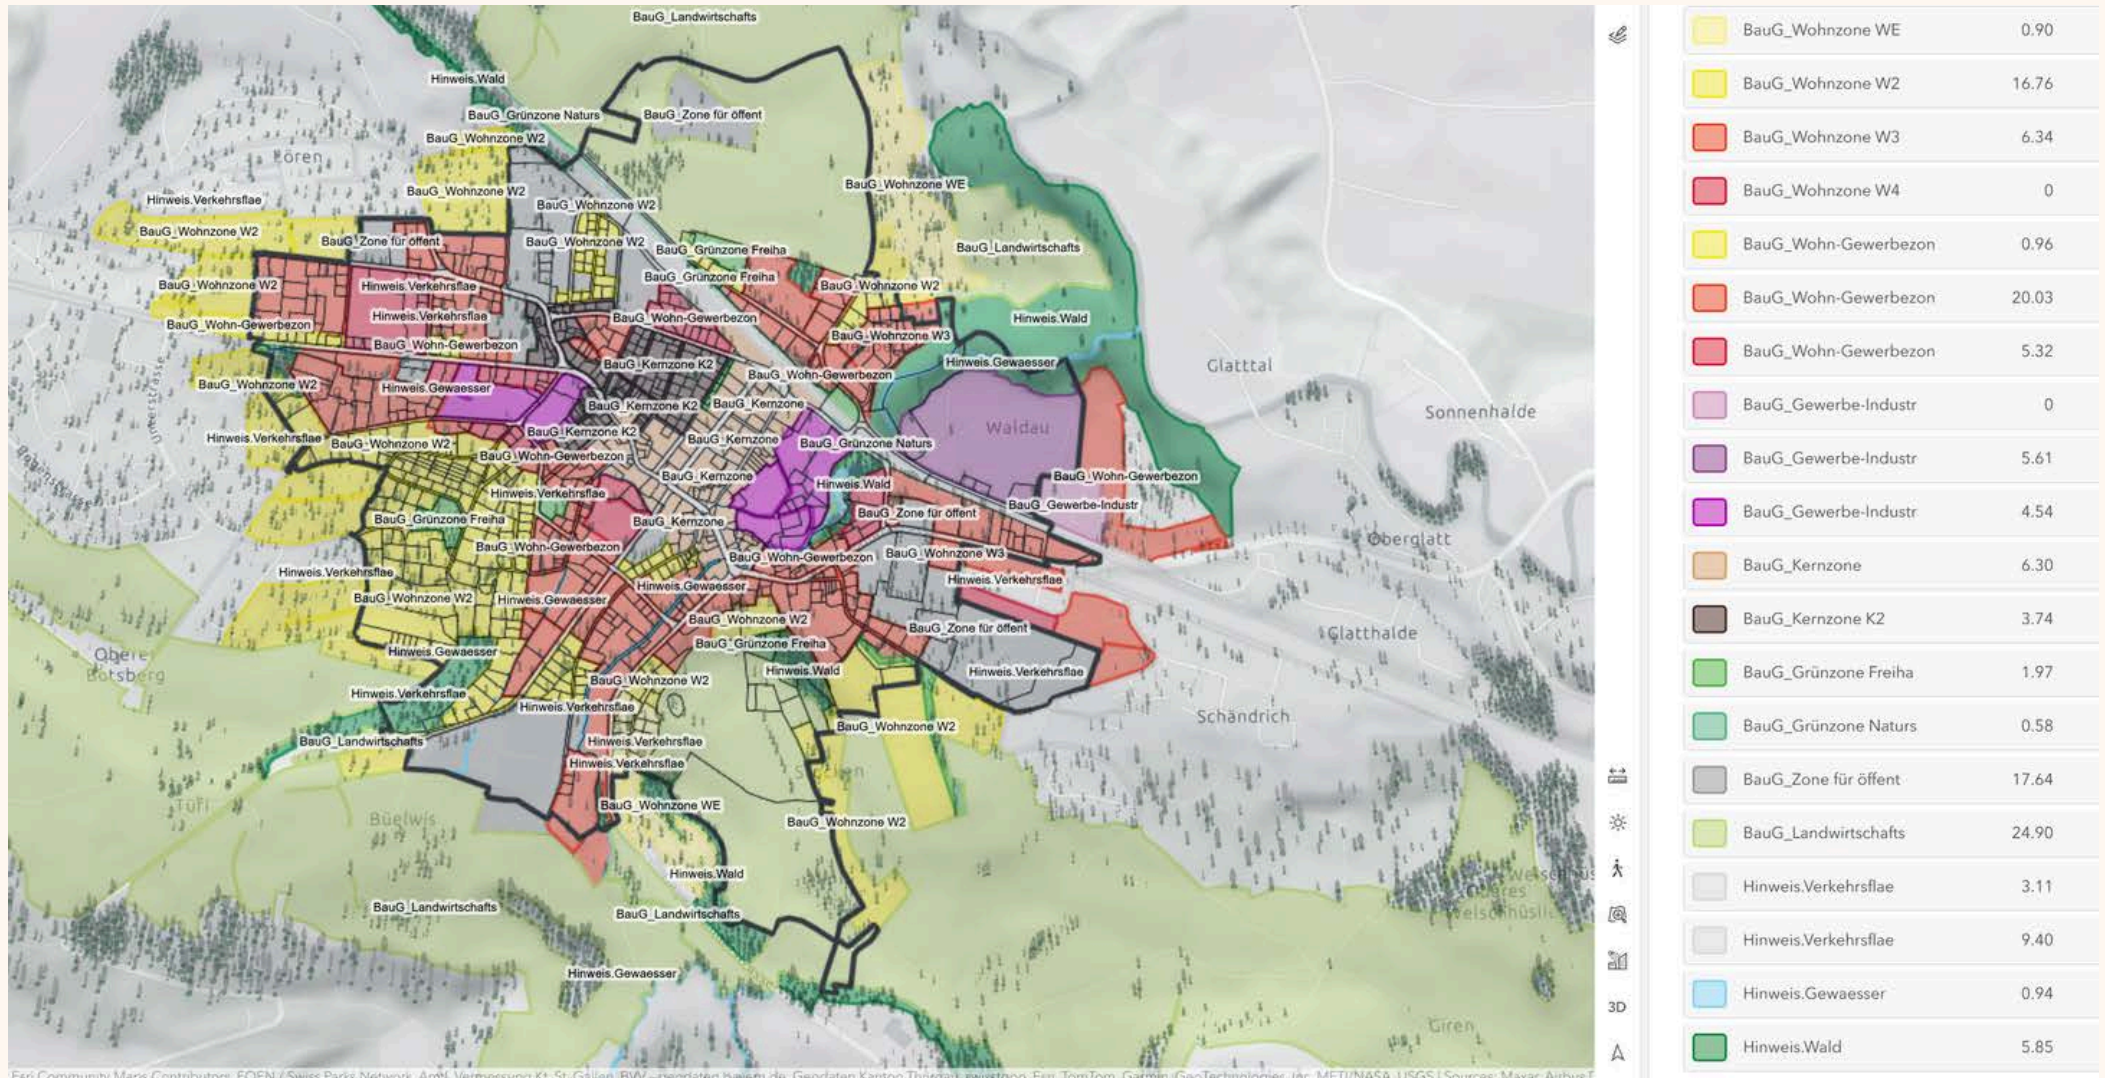 BauG_Landwirtschafts
Hinweis.Wald
BauG_Grünzone Naturs
BauG_Zone für öffent
BauG_Wohnzone W2
Lören
BauG_Wohnzone WE
BauG_Wohnzone W2
Hinweis.Verkehrsflae
BauG_Wohnzone W2
BauG_Wohnzone W2
BauG_Zone für öffent
BauG_Wohnzone W2
BauG_Grünzone Freiha
BauG_Landwirtschafts
BauG_Grünzone Freiha
BauG_Wohnzone W2
Hinweis.Verkehrsflae
BauG_Wohnzone W2
Hinweis.Verkehrsflae
BauG_Wohn-Gewerbezon
Hinweis.Wald
BauG_Wohn-Gewerbezon
BauG_Wohnzone W3
BauG_Wohn-Gewerbezon
BauG_Kernzone K2
Hinweis.Gewaesser
Glatttal
BauG_Wohn-Gewerbezon
BauG_Wohnzone W2
Hinweis.Gewaesser
BauG_Kernzone K2
BauG_Kernzone
Sonnenhalde
Waldau
BauG_Kernzone K2
Hinweis.Verkehrsflae
BauG_Wohnzone W2
BauG_Kernzone
BauG_Grünzone Naturs
BauG_Wohn-Gewerbezon
BauG_Kernzone
BauG_Wohn-Gewerbezon
Hinweis.Wald
Hinweis.Verkehrsflae
BauG_Gewerbe-Industr
BauG_Grünzone Freiha
BauG_Kernzone
BauG_Zone für öffent
Oberglatt
BauG_Wohn-Gewerbezon
BauG_Wohn-Gewerbezon
BauG_Wohnzone W3
Hinweis.Verkehrsflae
Hinweis.Gewaesser
Hinweis.Verkehrsflae
BauG_Wohnzone W2
Hinweis.Gewaesser
BauG_Wohnzone W2
BauG_Zone für öffent
Glatthalde
Hinweis.Gewaesser
BauG_Grünzone Freiha
Obere
Botsberg
Hinweis.Wald
Hinweis.Verkehrsflae
BauG_Wohnzone W2
Hinweis.Verkehrsflae
Hinweis.Verkehrsflae
Schändrich
BauG_Landwirtschafts
Hinweis.Verkehrsflae
BauG_Wohnzone W2
Hinweis.Verkehrsflae
Tüfi
BauG_Wohnzone WE
Büelwis
BauG_Wohnzone W2
Hinweis.Wald
BauG_Landwirtschafts
BauG_Landwirtschafts
Hinweis.Gewaesser
Giren
3D
BauG_Wohnzone WE 0.90
BauG_Wohnzone W2 16.76
BauG_Wohnzone W3 6.34
BauG_Wohnzone W4 0
BauG_Wohn-Gewerbezon 0.96
BauG_Wohn-Gewerbezon 20.03
BauG_Wohn-Gewerbezon 5.32
BauG_Gewerbe-Industr 0
BauG_Gewerbe-Industr 5.61
BauG_Gewerbe-Industr 4.54
BauG_Kernzone 6.30
BauG_Kernzone K2 3.74
BauG_Grünzone Freiha 1.97
BauG_Grünzone Naturs 0.58
BauG_Zone für öffent 17.64
BauG_Landwirtschafts 24.90
Hinweis.Verkehrsflae 3.11
Hinweis.Verkehrsflae 9.40
Hinweis.Gewaesser 0.94
Hinweis.Wald 5.85